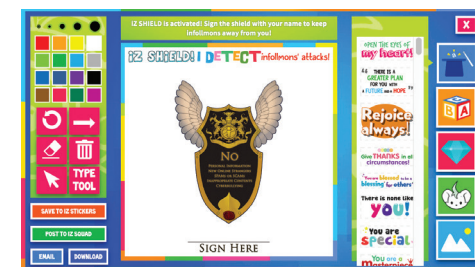 IZ SHIELD is activated! Sign the shield with your name to keep
infollmons away from you!
X
iZ SHiELD! I DETECT infollmons' attacks!
NO
PERSONAL INFORMATION
NEW ONLINE STRANGERS
SPAMS OR SCAMS
INAPPROPRIATE CONTENTS
CYBERBULLYING
SIGN HERE
TYPE
TOOL
SAVE TO IZ STICKERS
POST TO IZ SQUAD
EMAIL
DOWNLOAD
OPEN THE EYES OF
my heart!
THERE IS A
GREATER PLAN
FOR YOU WITH
A FUTURE AND A HOPE
Rejoice
always!
Give THANKS in all
circumstances!
"You are blessed to be a
blessing for others"
There is none like
YOU!
"You are
special
You are a
masterpiece
B
A